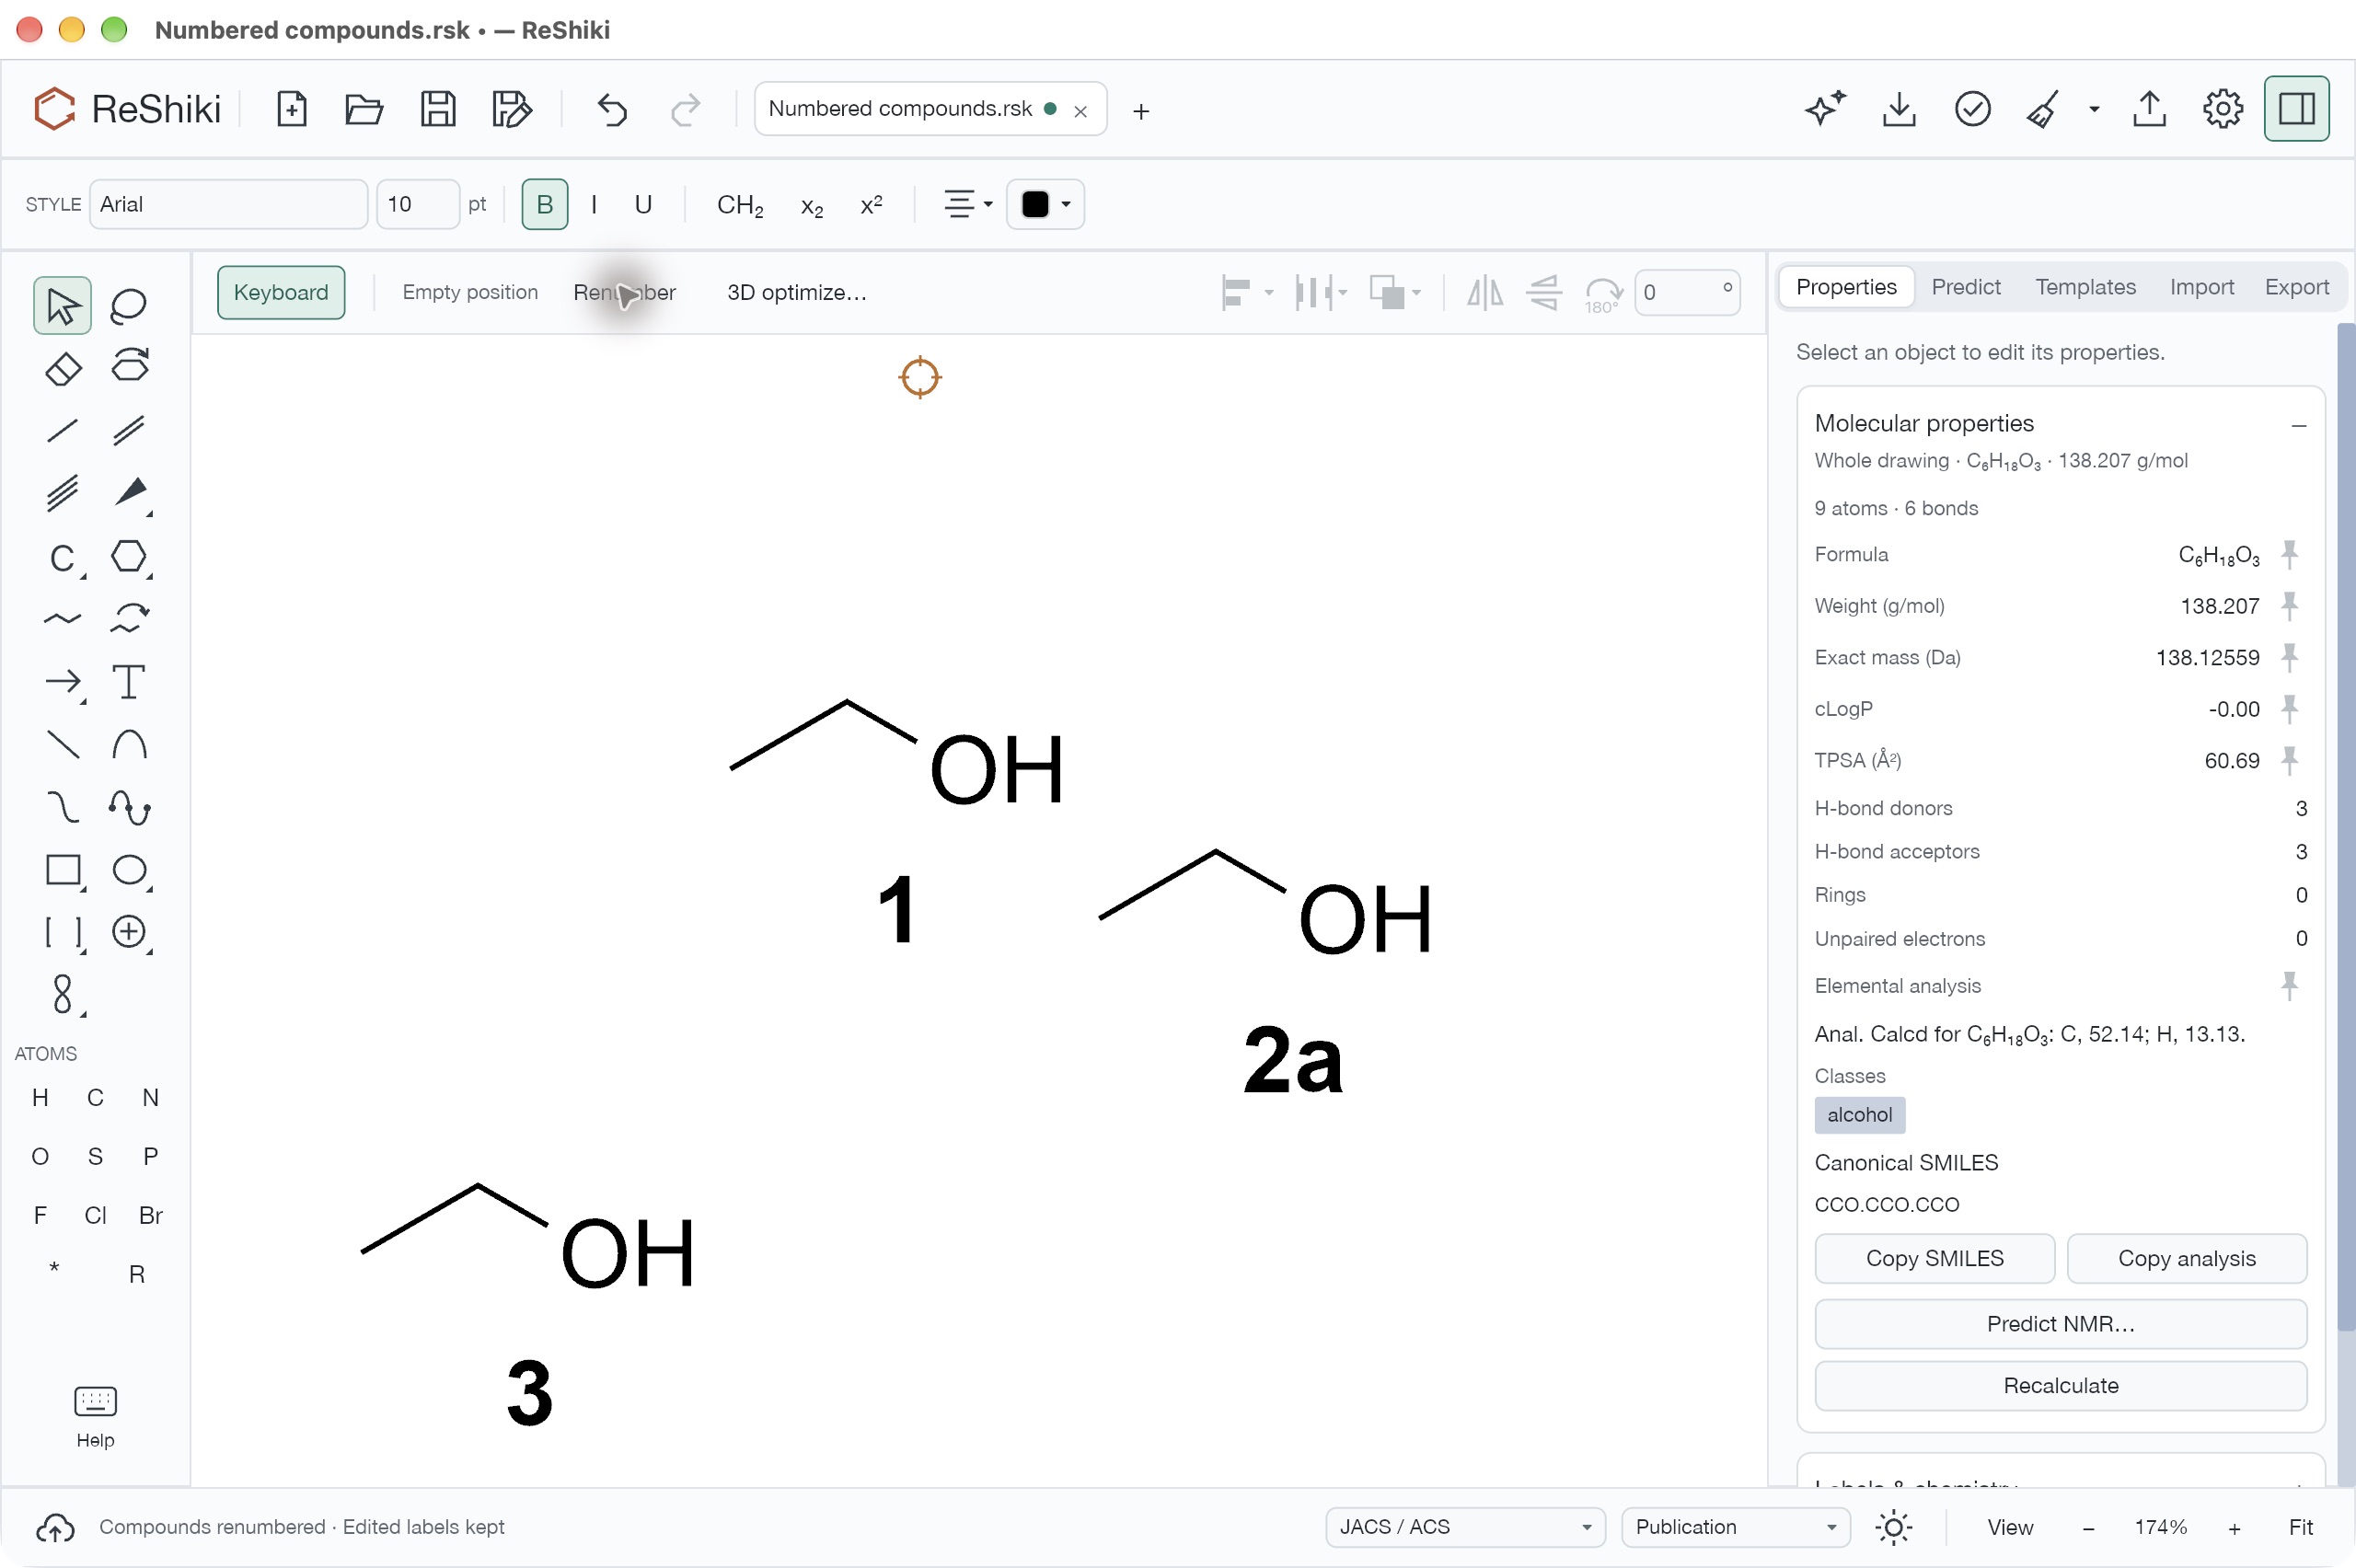 Numbered compounds.rsk • — ReShiki
ReShiki
Numbered compounds.rsk
STYLE Arial 10 pt B I U CH₂ x₂ x²
Keyboard Empty position Renumber 3D optimize... 180° 0 °
Properties Predict Templates Import Export
Select an object to edit its properties.
Molecular properties
Whole drawing · C₆H₁₈O₃ · 138.207 g/mol
9 atoms · 6 bonds
Formula C₆H₁₈O₃
Weight (g/mol) 138.207
Exact mass (Da) 138.12559
cLogP -0.00
TPSA (Å²) 60.69
H-bond donors 3
H-bond acceptors 3
Rings 0
Unpaired electrons 0
Elemental analysis
Anal. Calcd for C₆H₁₈O₃: C, 52.14; H, 13.13.
Classes
alcohol
Canonical SMILES
CCO.CCO.CCO
Copy SMILES Copy analysis
Predict NMR...
Recalculate
Labels & chemistry
OH
1
OH
2a
OH
3
C
T
ATOMS
H C N
O S P
F Cl Br
* R
Help
Compounds renumbered · Edited labels kept
JACS / ACS Publication View − 174% + Fit